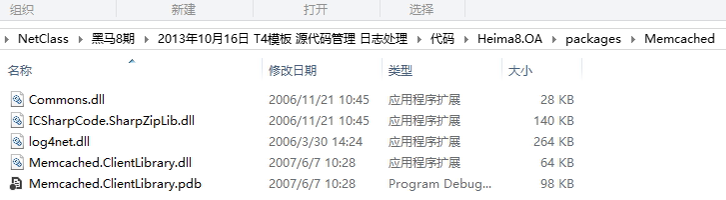 组织 新建 打开 选择
NetClass 黑马8期 2013年10月16日 T4模板 源代码管理 日志处理 代码 Heima8.OA packages Memcached
名称 修改日期 类型 大小
Commons.dll 2006/11/21 10:45 应用程序扩展 28 KB
ICSharpCode.SharpZipLib.dll 2006/11/21 10:45 应用程序扩展 140 KB
log4net.dll 2006/3/30 14:24 应用程序扩展 264 KB
Memcached.ClientLibrary.dll 2007/6/7 10:28 应用程序扩展 64 KB
Memcached.ClientLibrary.pdb 2007/6/7 10:28 Program Debug... 98 KB